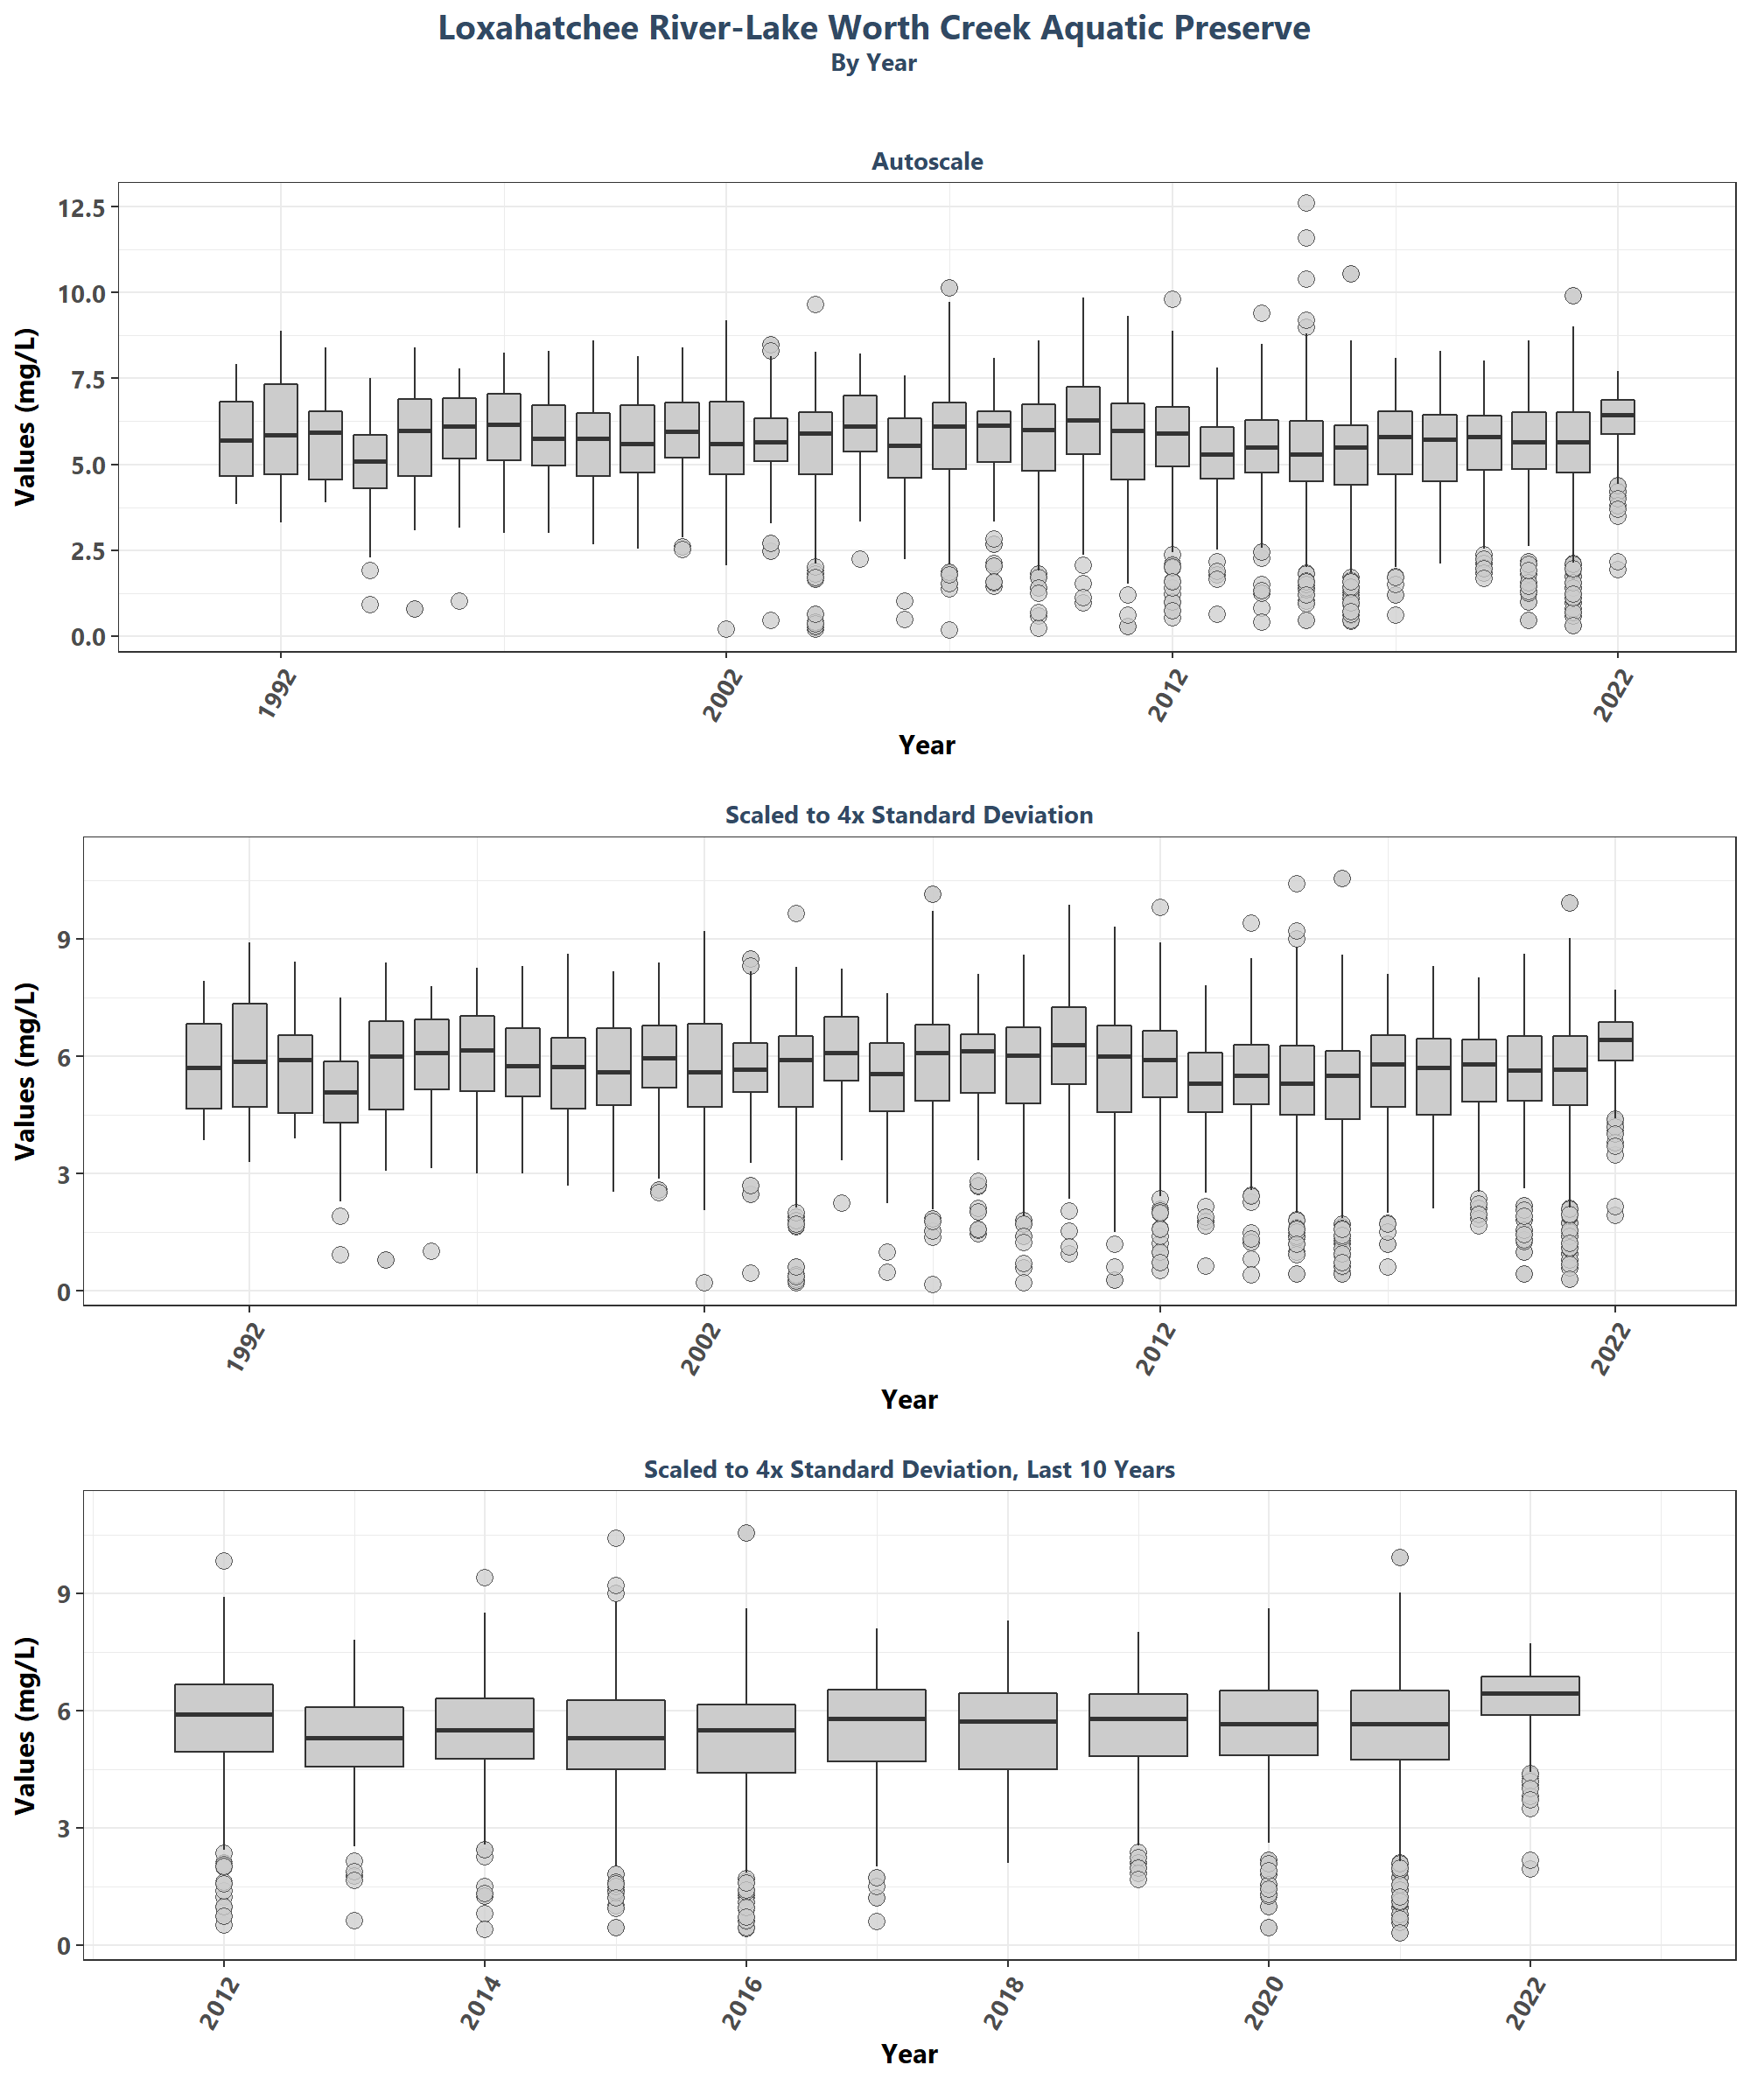 Loxahatchee River-Lake Worth Creek Aquatic Preserve
By Year
Autoscale
Values (mg/L)
12.5
10.0
7.5
5.0
2.5
0.0
1992
2002
2012
2022
Year
Scaled to 4x Standard Deviation
Values (mg/L)
9
6
3
0
1992
2002
2012
2022
Year
Scaled to 4x Standard Deviation, Last 10 Years
Values (mg/L)
9
6
3
0
2012
2014
2016
2018
2020
2022
Year